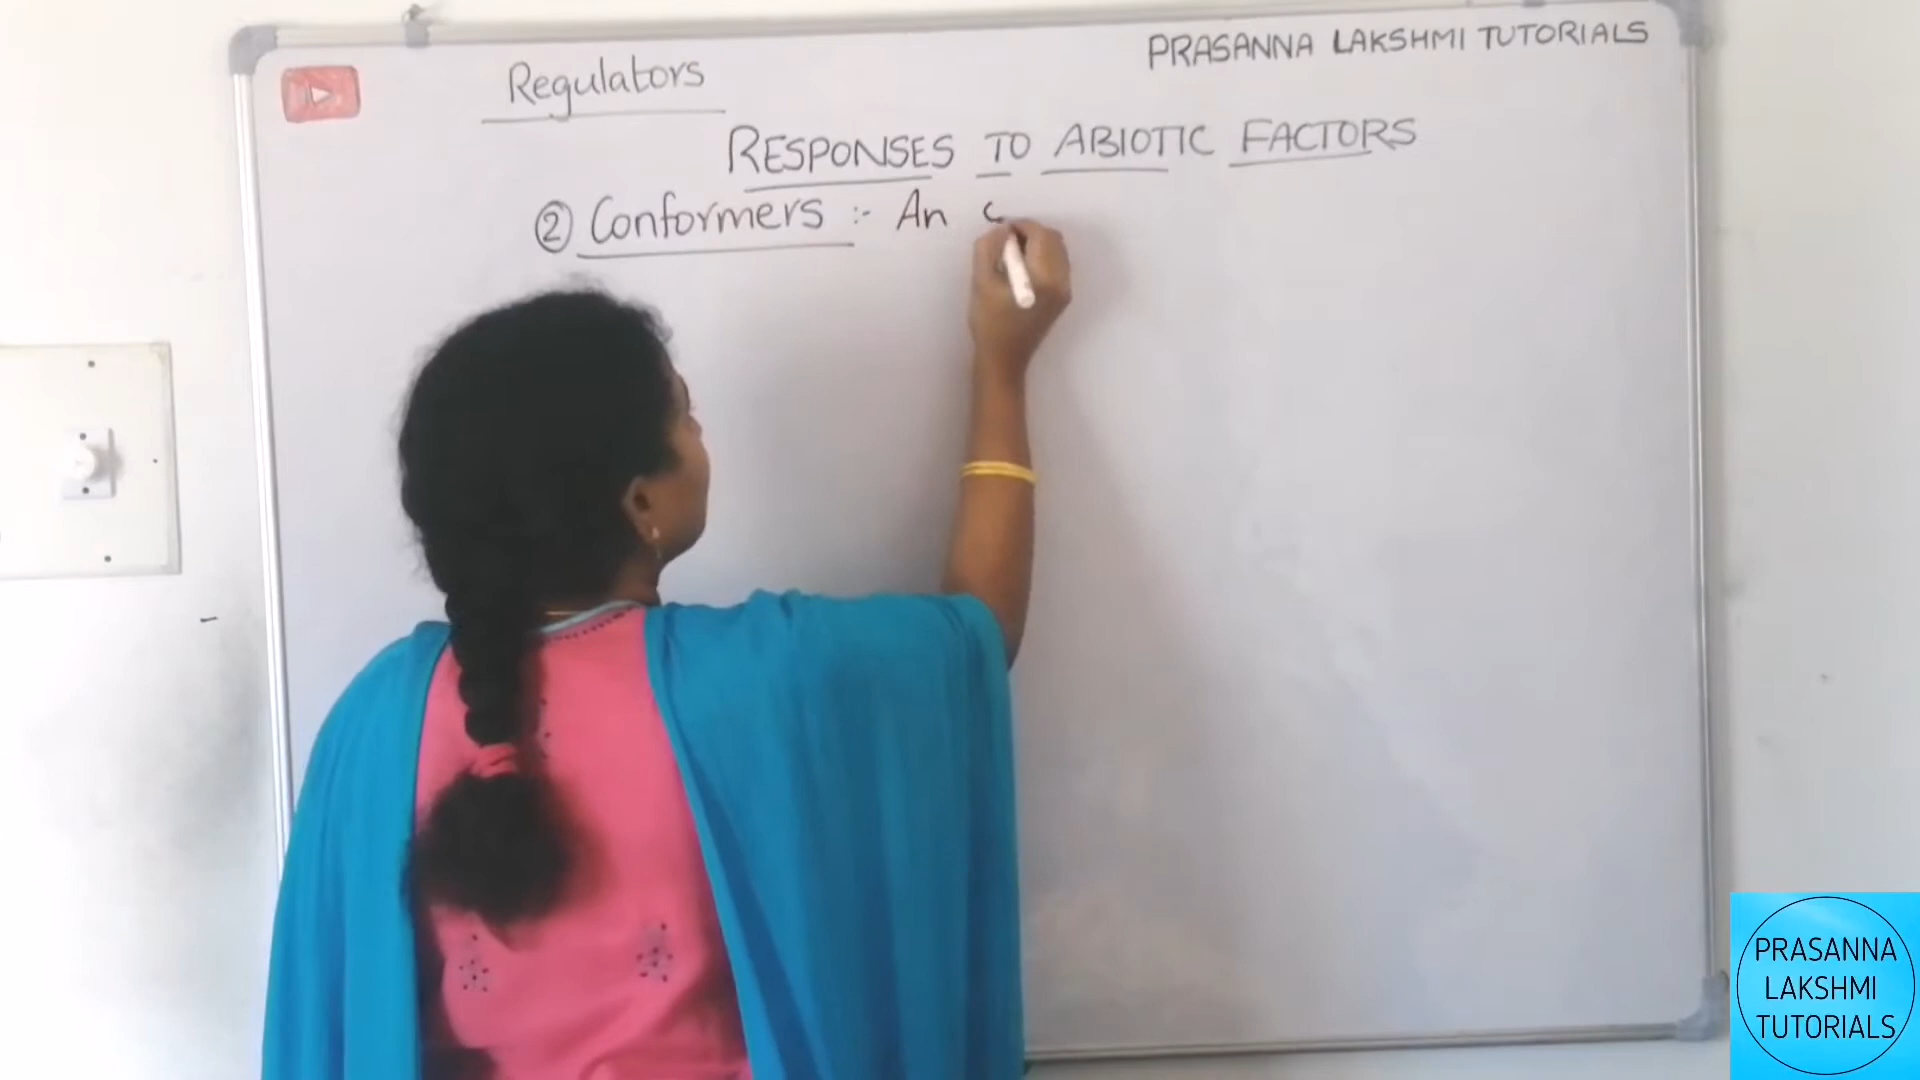 PRASANNA LAKSHMI TUTORIALS
Regulators
RESPONSES TO ABIOTIC FACTORS
② Conformers :- An
PRASANNA
LAKSHMI
TUTORIALS